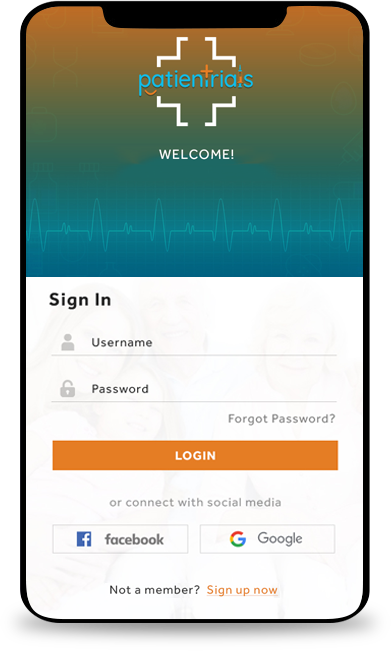 patientrials
WELCOME!
Sign In
Username
Password
Forgot Password?
LOGIN
or connect with social media
facebook
Google
Not a member? Sign up now